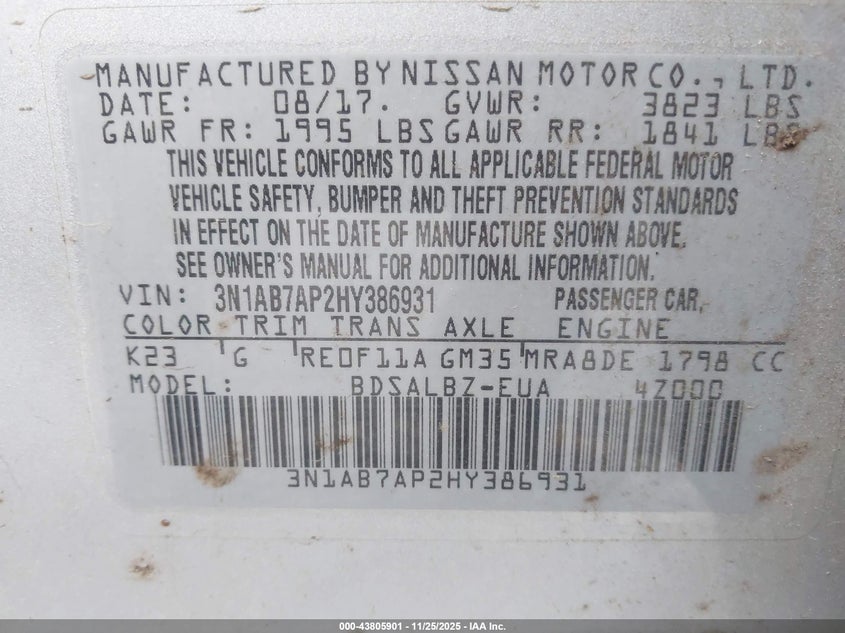 MANUFACTURED BY NISSAN MOTOR CO., LTD.
DATE: 08/17. GVWR: 3823 LBS
GAWR FR: 1995 LBS GAWR RR: 1841 LBS
THIS VEHICLE CONFORMS TO ALL APPLICABLE FEDERAL MOTOR
VEHICLE SAFETY, BUMPER AND THEFT PREVENTION STANDARDS
IN EFFECT ON THE DATE OF MANUFACTURE SHOWN ABOVE.
SEE OWNER'S MANUAL FOR ADDITIONAL INFORMATION.
VIN: 3N1AB7AP2HY386931 PASSENGER CAR.
COLOR TRIM TRANS AXLE ENGINE
K23 G RE0F11A GM35 MRA8DE 1798 CC
MODEL: BDSALBZ-EUA 4Z000
3N1AB7AP2HY386931
000-43805901 - 11/25/2025 - IAA Inc.